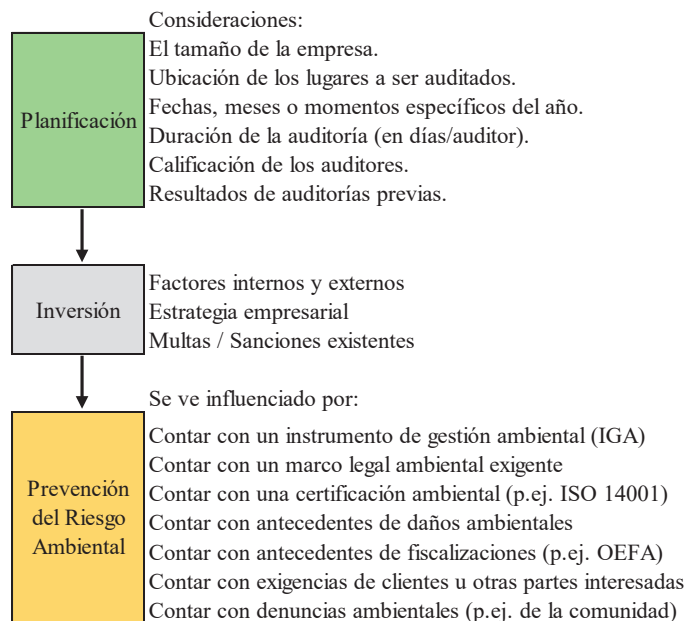 Consideraciones:
El tamaño de la empresa.
Ubicación de los lugares a ser auditados.
Planificación
Fechas, meses o momentos específicos del año.
Duración de la auditoría (en días/auditor).
Calificación de los auditores.
Resultados de auditorías previas.
Inversión
Factores internos y externos
Estrategia empresarial
Multas / Sanciones existentes
Prevención
del Riesgo
Ambiental
Se ve influenciado por:
Contar con un instrumento de gestión ambiental (IGA)
Contar con un marco legal ambiental exigente
Contar con una certificación ambiental (p.ej. ISO 14001)
Contar con antecedentes de daños ambientales
Contar con antecedentes de fiscalizaciones (p.ej. OEFA)
Contar con exigencias de clientes u otras partes interesadas
Contar con denuncias ambientales (p.ej. de la comunidad)